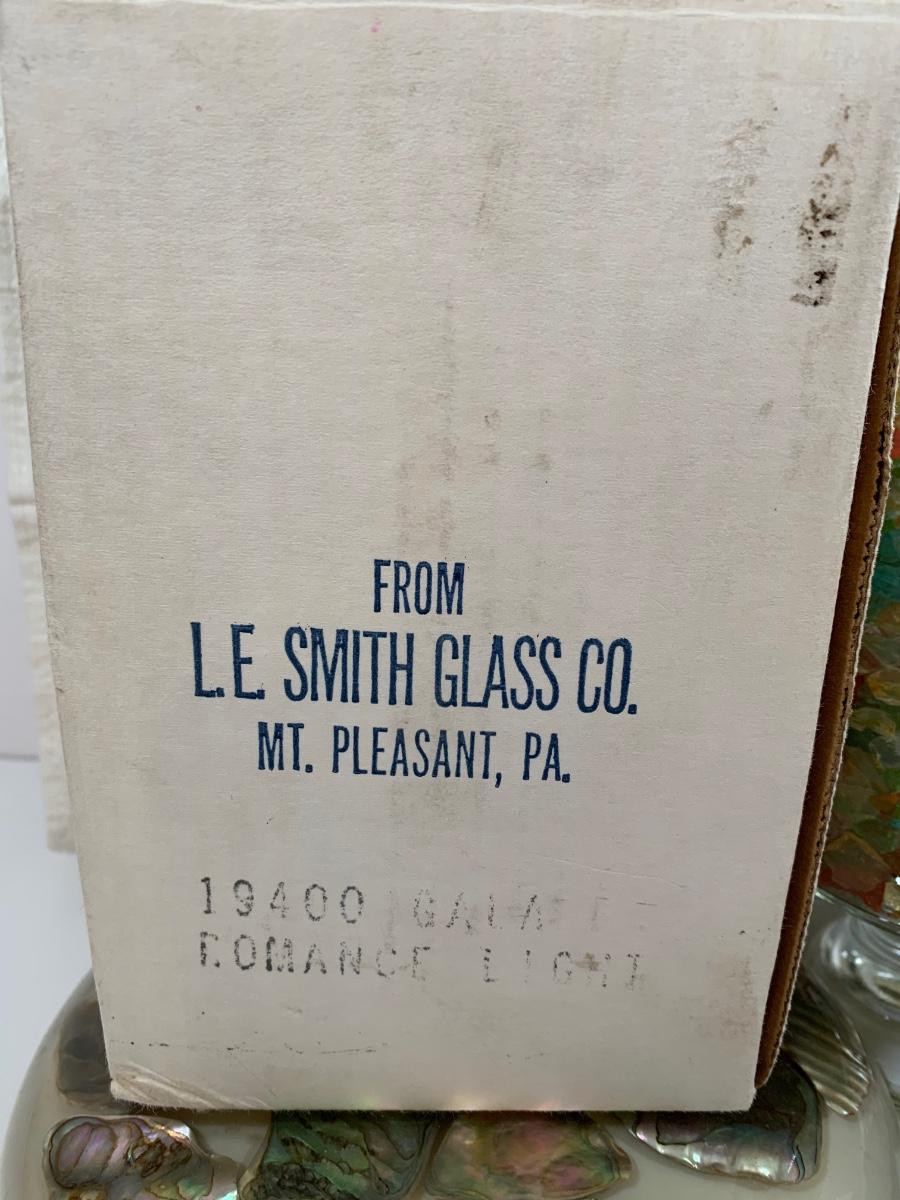 FROM
L.E. SMITH GLASS CO.
MT. PLEASANT, PA.
19400
ROMANCE LIGHT